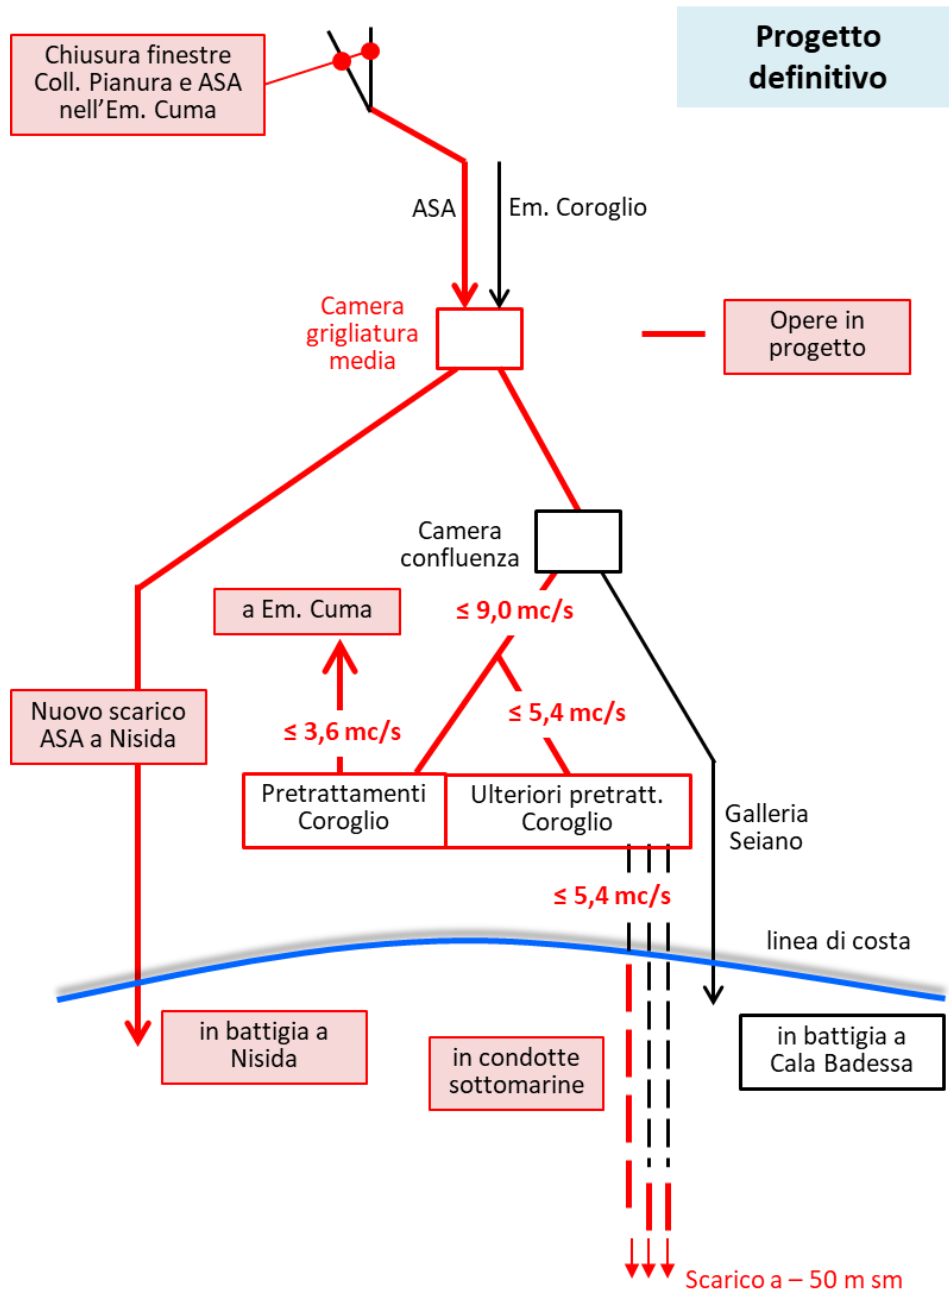 Progetto
definitivo
Chiusura finestre
Coll. Pianura e ASA
nell'Em. Cuma
ASA
Em. Coroglio
Camera
grigliatura
media
Opere in
progetto
Camera
confluenza
a Em. Cuma
≤ 9,0 mc/s
Nuovo scarico
ASA a Nisida
≤ 3,6 mc/s
≤ 5,4 mc/s
Pretrattamenti
Coroglio
Ulteriori pretratt.
Coroglio
Galleria
Seiano
≤ 5,4 mc/s
linea di costa
in battigia a
Nisida
in condotte
sottomarine
in battigia a
Cala Badessa
Scarico a – 50 m sm